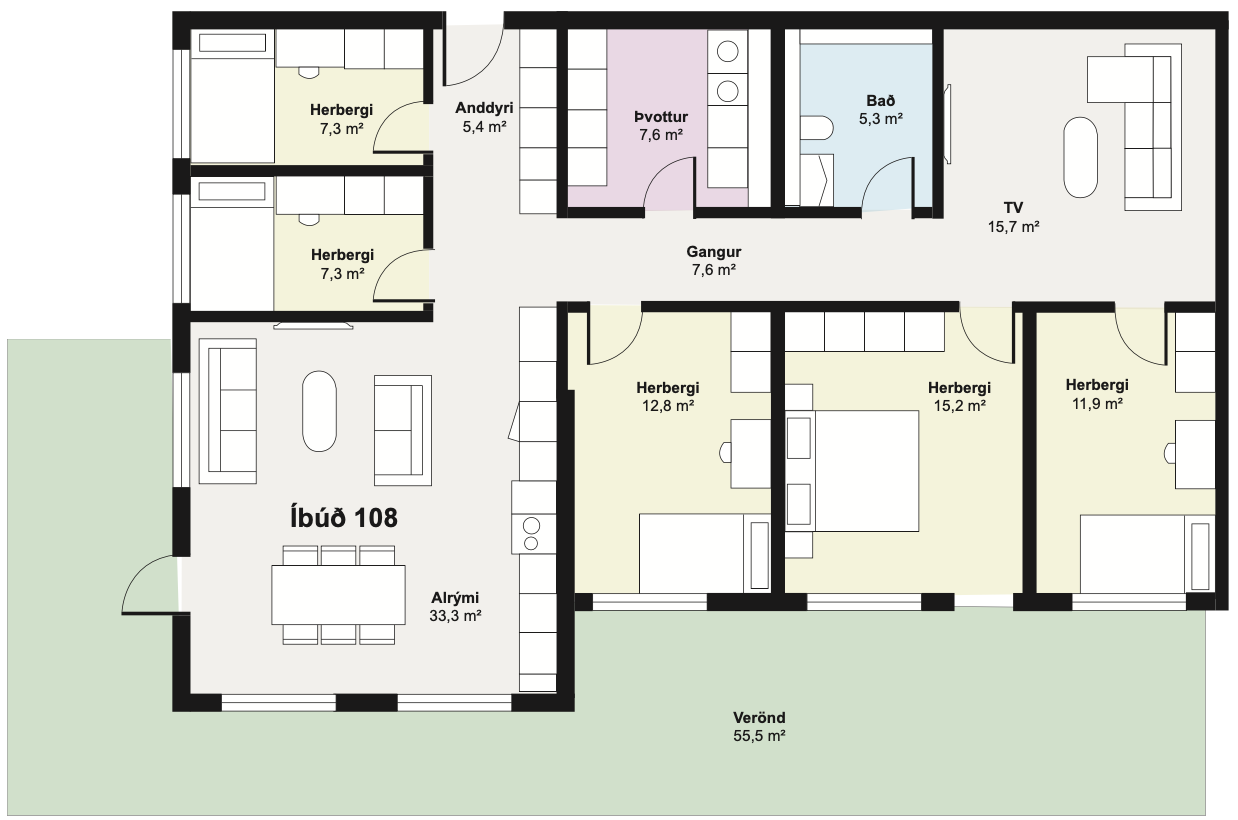 Herbergi
7,3 m²
Anddyri
5,4 m²
Þvottur
7,6 m²
Bað
5,3 m²
TV
15,7 m²
Herbergi
7,3 m²
Gangur
7,6 m²
Herbergi
12,8 m²
Herbergi
15,2 m²
Herbergi
11,9 m²
Íbúð 108
Alrými
33,3 m²
Verönd
55,5 m²